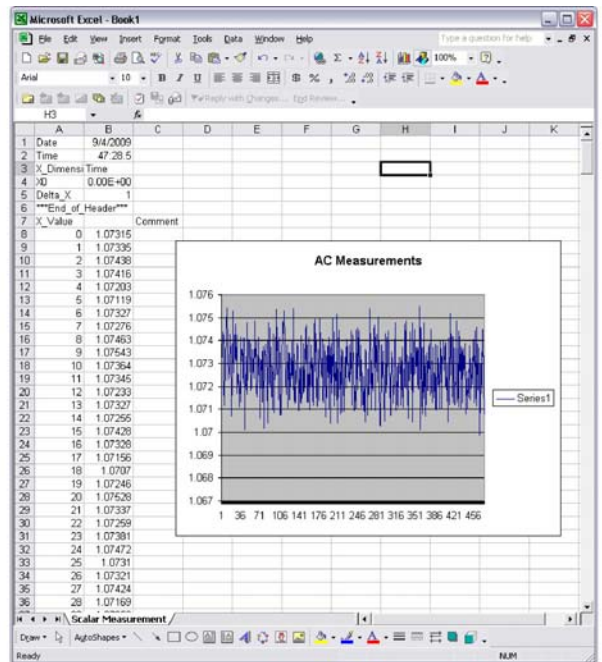 Microsoft Excel - Book1
File Edit View Insert Format Tools Data Window Help Type a question for help
100%
Arial 10 B I U $ % ,
Reply with Changes... End Review...
H3 fx
A B C D E F G H I J K
1 Date 9/4/2009
2 Time 47:28.5
3 X_Dimensi Time
4 X0 0.00E+00
5 Delta_X 1
6 ***End_of_Header***
7 X_Value Comment
8 0 1.07315
9 1 1.07335
10 2 1.07438
11 3 1.07416
12 4 1.07203
13 5 1.07119
14 6 1.07327
15 7 1.07276
16 8 1.07463
17 9 1.07543
18 10 1.07364
19 11 1.07345
20 12 1.07233
21 13 1.07327
22 14 1.07255
23 15 1.07428
24 16 1.07328
25 17 1.07156
26 18 1.0707
27 19 1.07246
28 20 1.07528
29 21 1.07337
30 22 1.07259
31 23 1.07381
32 24 1.07472
33 25 1.0731
34 26 1.07321
35 27 1.07424
36 28 1.07169
AC Measurements
1.076
1.075
1.074
1.073
1.072
1.071
1.07
1.069
1.068
1.067
1 36 71 106 141 176 211 246 281 316 351 386 421 456
Series1
Scalar Measurement
Draw AutoShapes
Ready NUM